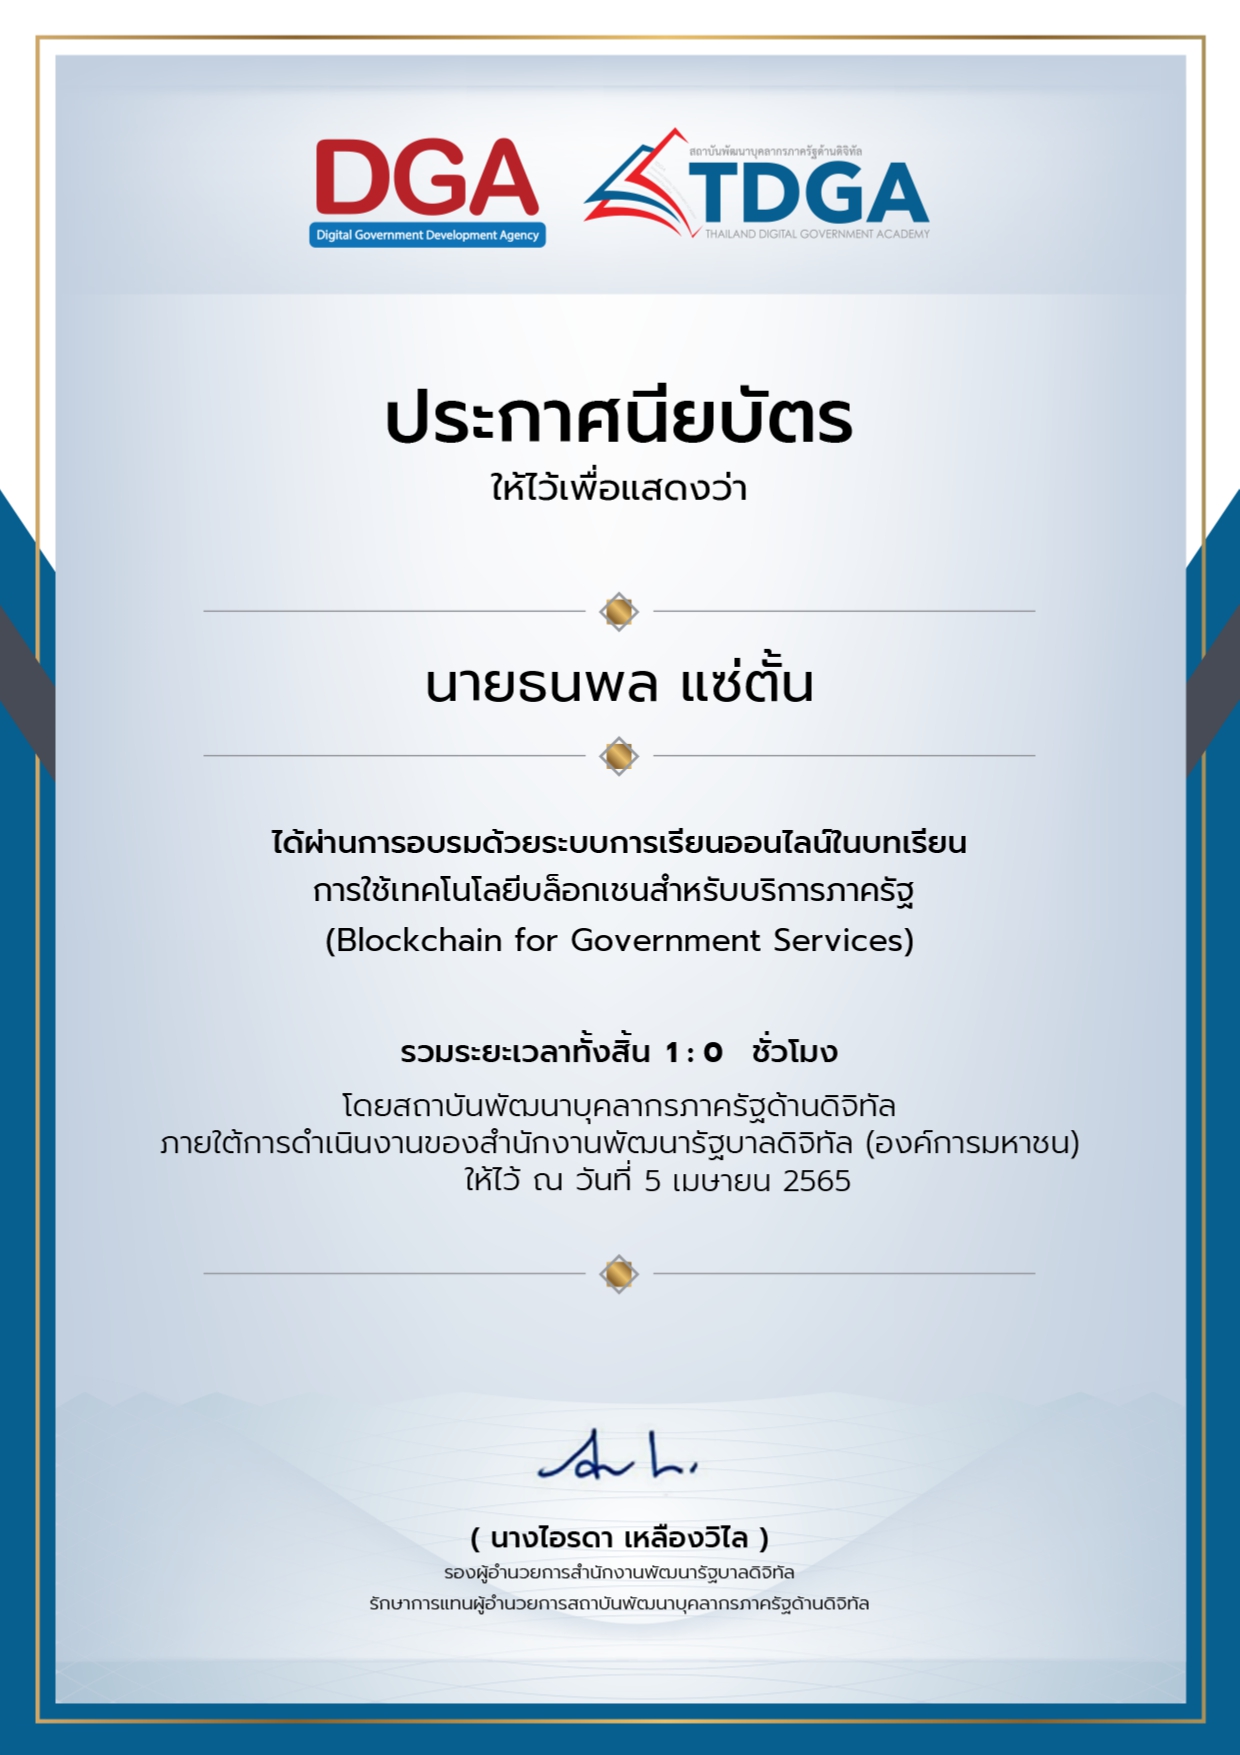 DGA
Digital Government Development Agency
สถาบันพัฒนาบุคลากรภาครัฐด้านดิจิทัล
TDGA
THAILAND DIGITAL GOVERNMENT ACADEMY
ประกาศนียบัตร
ให้ไว้เพื่อแสดงว่า
นายธนพล แซ่ตั้น
ได้ผ่านการอบรมด้วยระบบการเรียนออนไลน์ในบทเรียน
การใช้เทคโนโลยีบล็อกเชนสำหรับบริการภาครัฐ
(Blockchain for Government Services)
รวมระยะเวลาทั้งสิ้น 1 : 0 ชั่วโมง
โดยสถาบันพัฒนาบุคลากรภาครัฐด้านดิจิทัล
ภายใต้การดำเนินงานของสำนักงานพัฒนารัฐบาลดิจิทัล (องค์การมหาชน)
ให้ไว้ ณ วันที่ 5 เมษายน 2565
( นางไอรดา เหลืองวิไล )
รองผู้อำนวยการสำนักงานพัฒนารัฐบาลดิจิทัล
รักษาการแทนผู้อำนวยการสถาบันพัฒนาบุคลากรภาครัฐด้านดิจิทัล